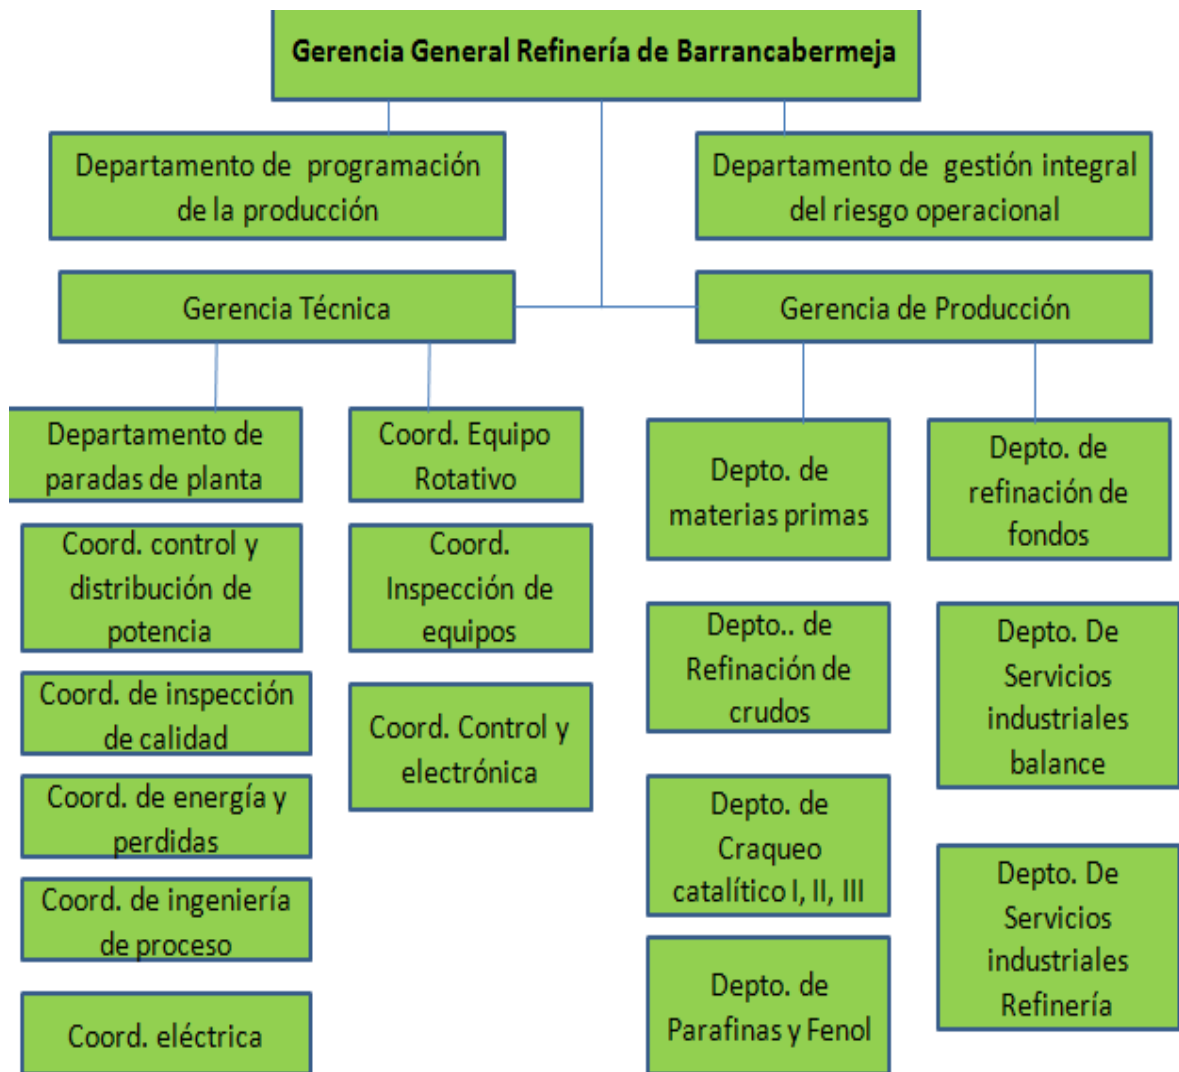 Gerencia General Refinería de Barrancabermeja
Departamento de programación
de la producción
Departamento de gestión integral
del riesgo operacional
Gerencia Técnica
Gerencia de Producción
Departamento de
paradas de planta
Coord. control y
distribución de
potencia
Coord. de inspección
de calidad
Coord. de energía y
perdidas
Coord. de ingeniería
de proceso
Coord. eléctrica
Coord. Equipo
Rotativo
Coord.
Inspección de
equipos
Coord. Control y
electrónica
Depto. de
materias primas
Depto.. de
Refinación de
crudos
Depto. de
Craqueo
catalítico I, II, III
Depto. de
Parafinas y Fenol
Depto. de
refinación de
fondos
Depto. De
Servicios
industriales
balance
Depto. De
Servicios
industriales
Refinería